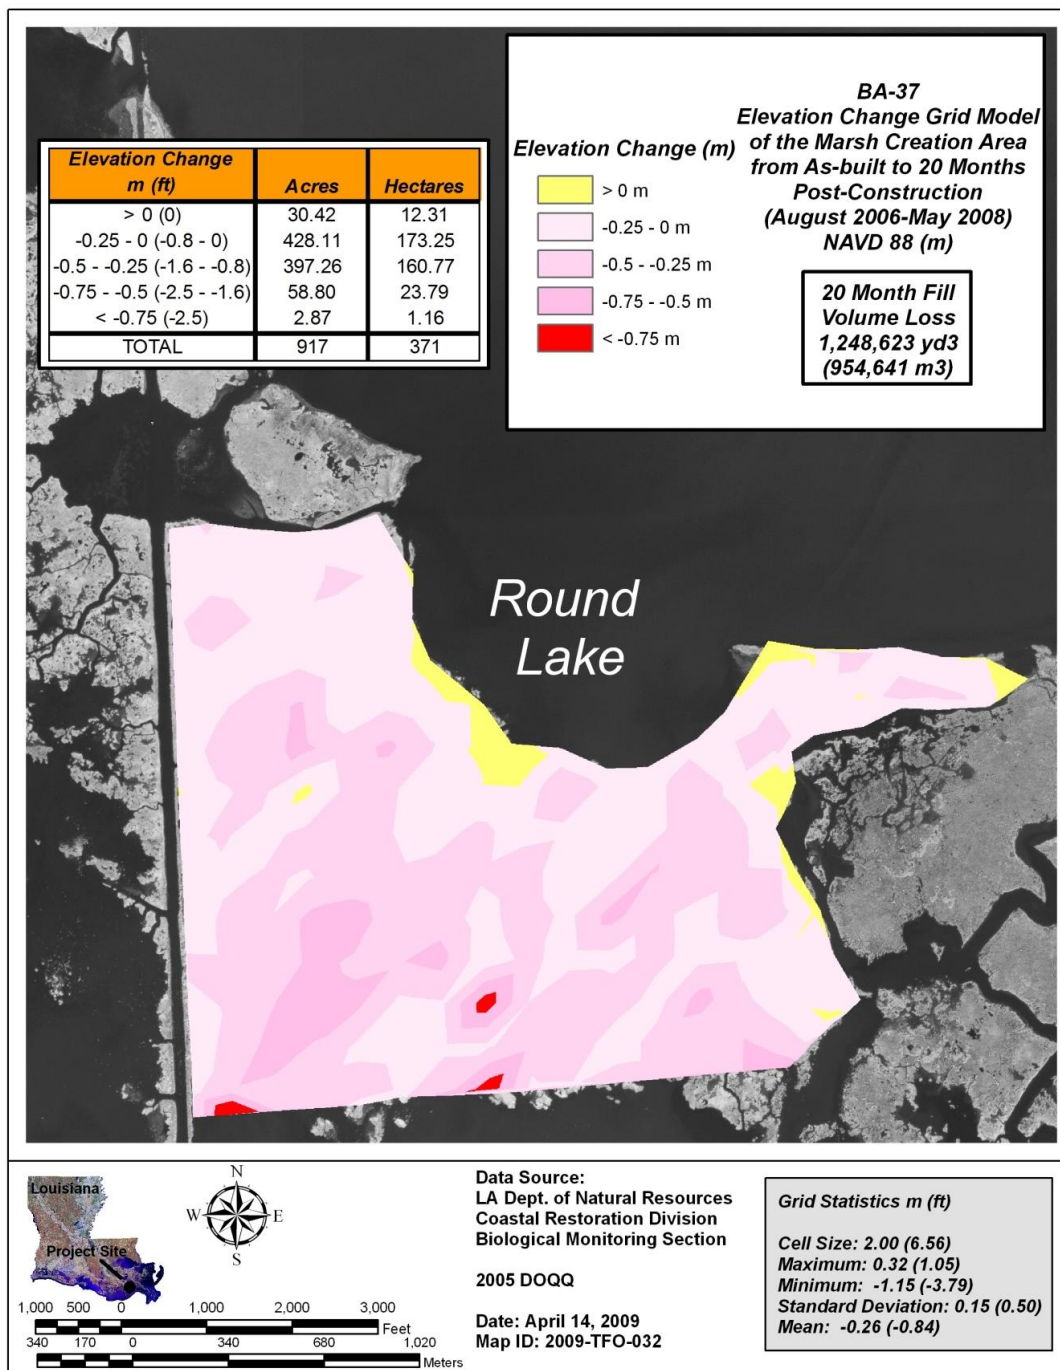 BA-37
Elevation Change Grid Model
of the Marsh Creation Area
from As-built to 20 Months
Post-Construction
(August 2006-May 2008)
NAVD 88 (m)
20 Month Fill
Volume Loss
1,248,623 yd3
(954,641 m3)
Elevation Change (m)
> 0 m
-0.25 - 0 m
-0.5 - -0.25 m
-0.75 - -0.5 m
< -0.75 m
Elevation Change
m (ft) Acres Hectares
> 0 (0) 30.42 12.31
-0.25 - 0 (-0.8 - 0) 428.11 173.25
-0.5 - -0.25 (-1.6 - -0.8) 397.26 160.77
-0.75 - -0.5 (-2.5 - -1.6) 58.80 23.79
< -0.75 (-2.5) 2.87 1.16
TOTAL 917 371
Round
Lake
Louisiana
Project Site
N
W E
S
1,000 500 0 1,000 2,000 3,000
Feet
340 170 0 340 680 1,020
Meters
Data Source:
LA Dept. of Natural Resources
Coastal Restoration Division
Biological Monitoring Section
2005 DOQQ
Date: April 14, 2009
Map ID: 2009-TFO-032
Grid Statistics m (ft)
Cell Size: 2.00 (6.56)
Maximum: 0.32 (1.05)
Minimum: -1.15 (-3.79)
Standard Deviation: 0.15 (0.50)
Mean: -0.26 (-0.84)